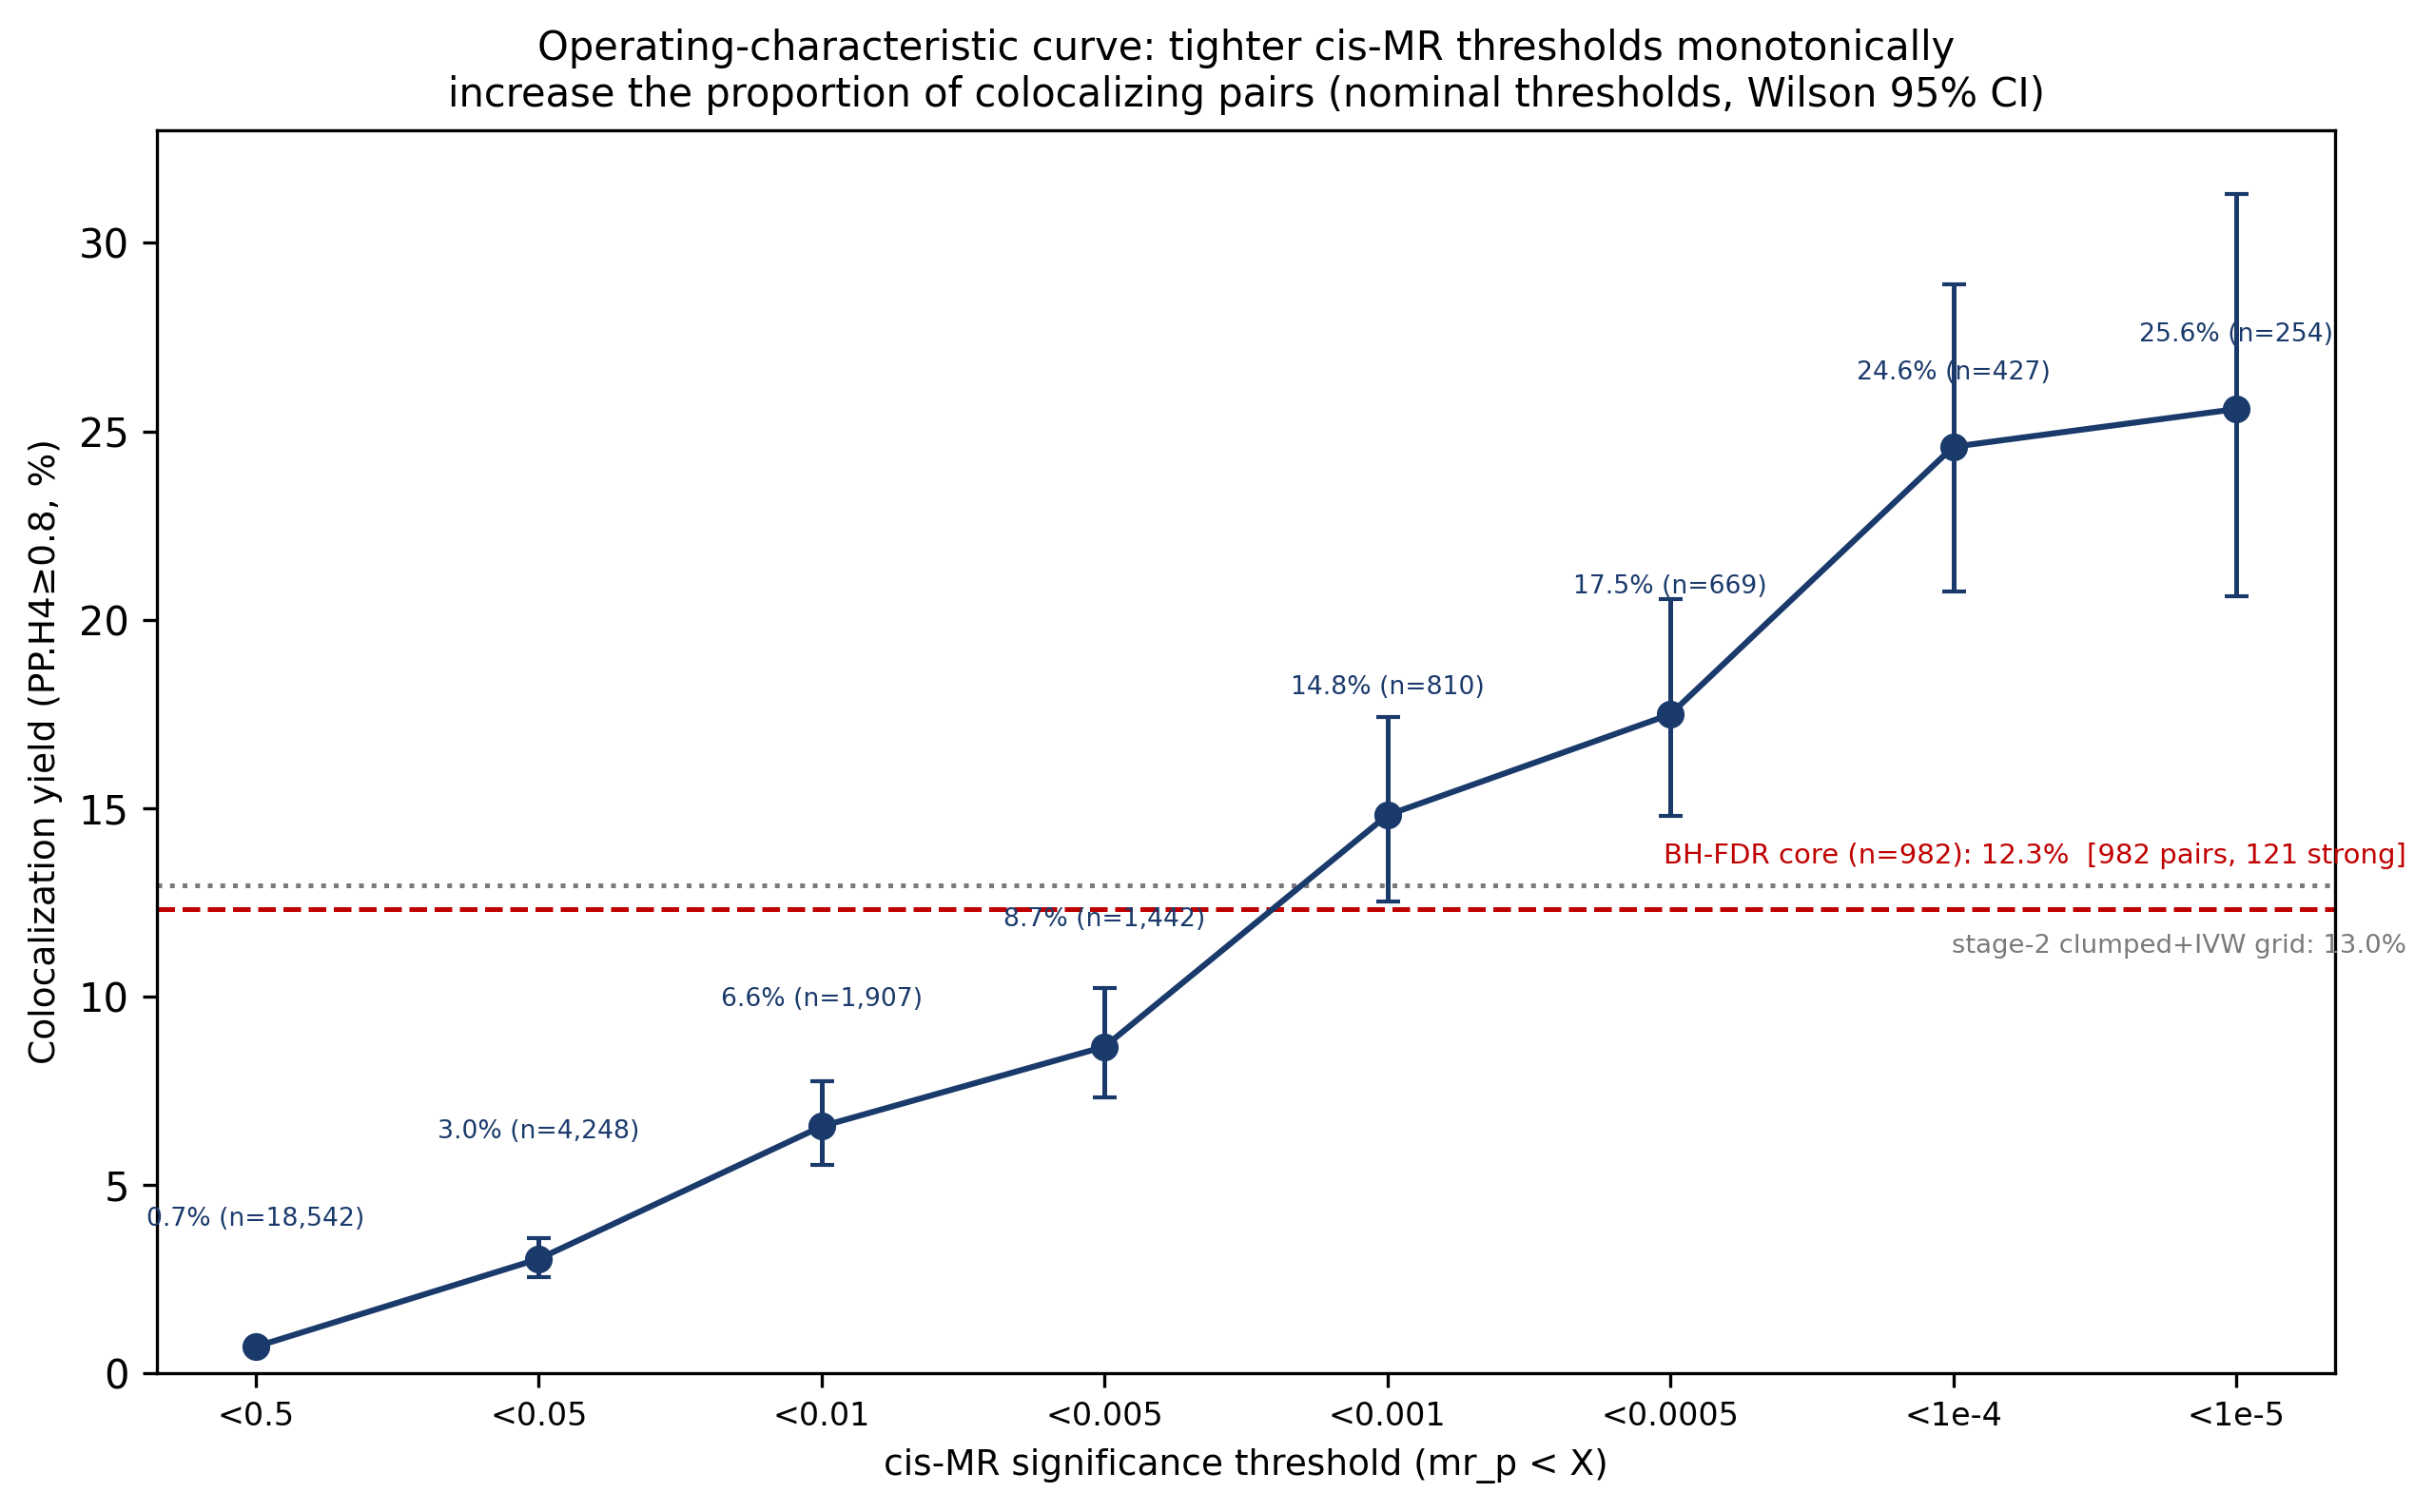 Operating-characteristic curve: tighter cis-MR thresholds monotonically
increase the proportion of colocalizing pairs (nominal thresholds, Wilson 95% CI)
Colocalization yield (PP.H4≥0.8, %)
30
25
20
15
10
5
0
25.6% (n=254)
24.6% (n=427)
17.5% (n=669)
14.8% (n=810)
BH-FDR core (n=982): 12.3%  [982 pairs, 121 strong]
8.7% (n=1,442)
stage-2 clumped+IVW grid: 13.0%
6.6% (n=1,907)
3.0% (n=4,248)
0.7% (n=18,542)
<0.5
<0.05
<0.01
<0.005
<0.001
<0.0005
<1e-4
<1e-5
cis-MR significance threshold (mr_p < X)